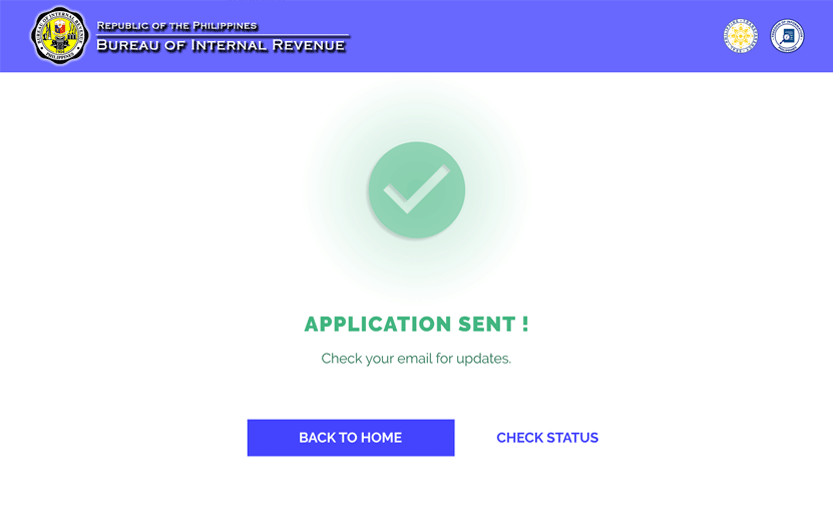 REPUBLIC OF THE PHILIPPINES
BUREAU OF INTERNAL REVENUE
APPLICATION SENT !
Check your email for updates.
BACK TO HOME
CHECK STATUS